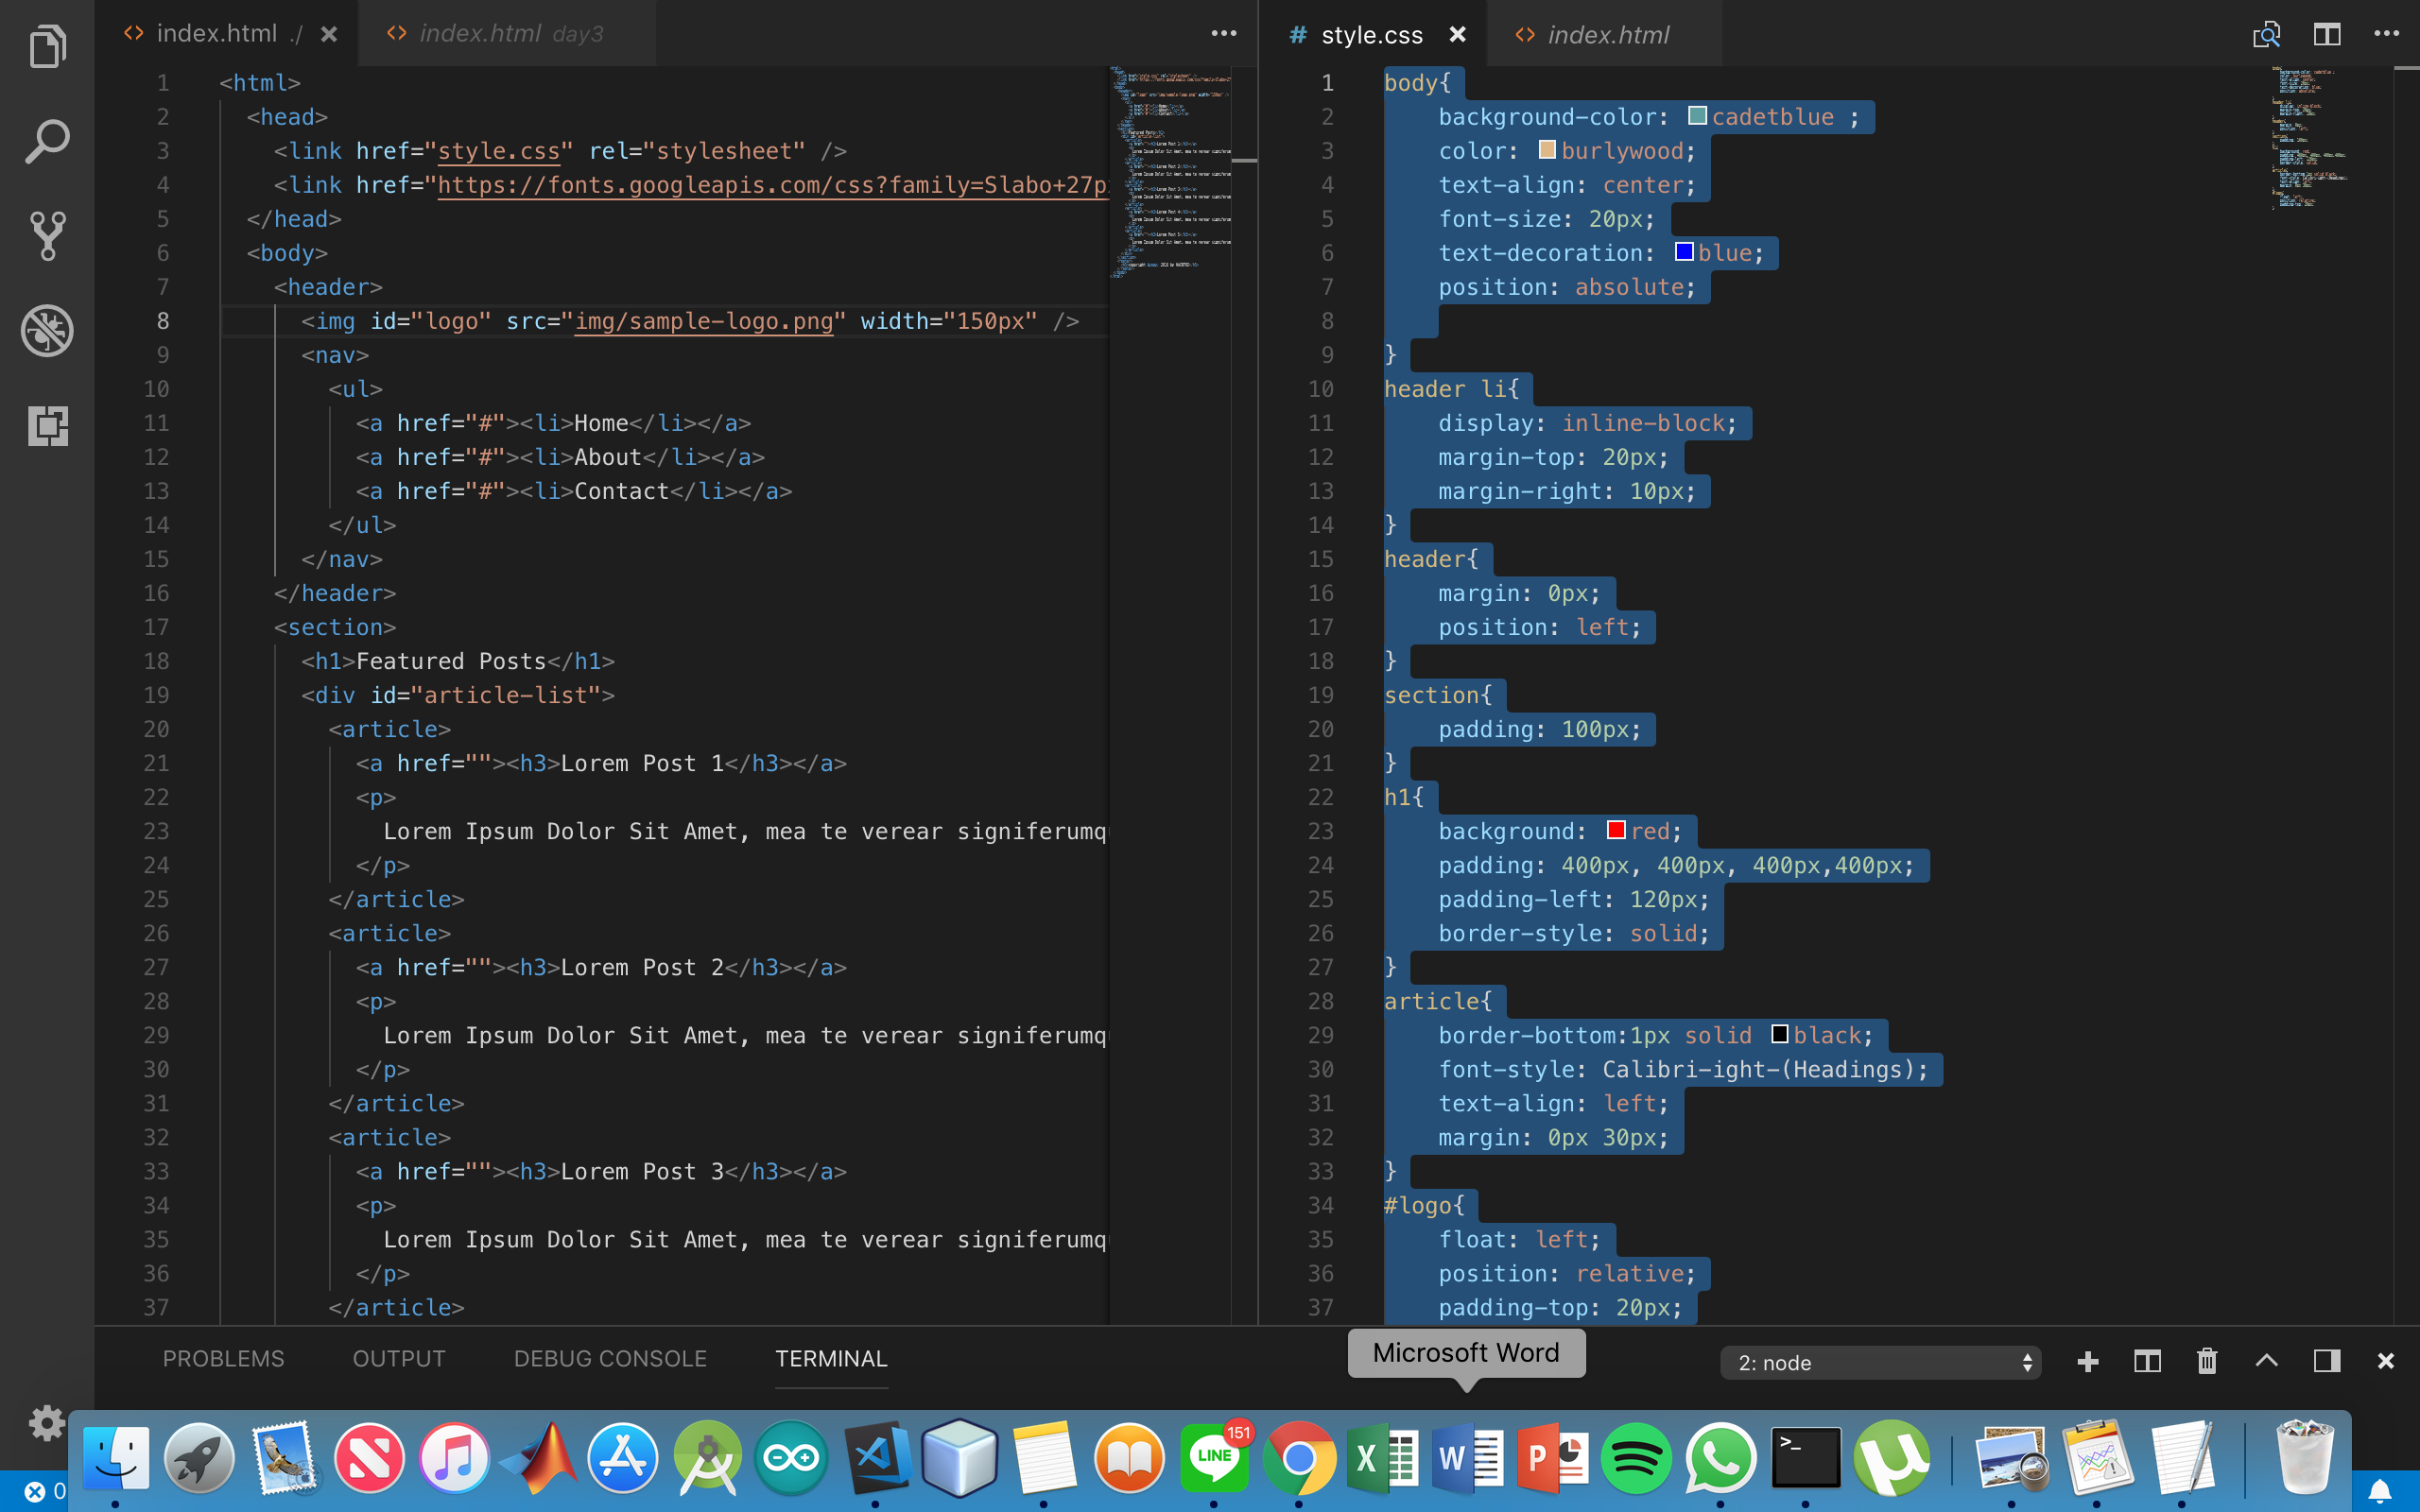 index.html ./
index.html day3
style.css
index.html
1 <html>
2 <head>
3 <link href="style.css" rel="stylesheet" />
4 <link href="https://fonts.googleapis.com/css?family=Slabo+27p
5 </head>
6 <body>
7 <header>
8 <img id="logo" src="img/sample-logo.png" width="150px" />
9 <nav>
10 <ul>
11 <a href="#"><li>Home</li></a>
12 <a href="#"><li>About</li></a>
13 <a href="#"><li>Contact</li></a>
14 </ul>
15 </nav>
16 </header>
17 <section>
18 <h1>Featured Posts</h1>
19 <div id="article-list">
20 <article>
21 <a href=""><h3>Lorem Post 1</h3></a>
22 <p>
23 Lorem Ipsum Dolor Sit Amet, mea te verear signiferumq
24 </p>
25 </article>
26 <article>
27 <a href=""><h3>Lorem Post 2</h3></a>
28 <p>
29 Lorem Ipsum Dolor Sit Amet, mea te verear signiferumq
30 </p>
31 </article>
32 <article>
33 <a href=""><h3>Lorem Post 3</h3></a>
34 <p>
35 Lorem Ipsum Dolor Sit Amet, mea te verear signiferumq
36 </p>
37 </article>
1 body{
2 background-color: cadetblue ;
3 color: burlywood;
4 text-align: center;
5 font-size: 20px;
6 text-decoration: blue;
7 position: absolute;
8
9 }
10 header li{
11 display: inline-block;
12 margin-top: 20px;
13 margin-right: 10px;
14 }
15 header{
16 margin: 0px;
17 position: left;
18 }
19 section{
20 padding: 100px;
21 }
22 h1{
23 background: red;
24 padding: 400px, 400px, 400px,400px;
25 padding-left: 120px;
26 border-style: solid;
27 }
28 article{
29 border-bottom:1px solid black;
30 font-style: Calibri-ight-(Headings);
31 text-align: left;
32 margin: 0px 30px;
33 }
34 #logo{
35 float: left;
36 position: relative;
37 padding-top: 20px;
PROBLEMS OUTPUT DEBUG CONSOLE TERMINAL
Microsoft Word
2: node
0
LINE
151
X
W
P
>_